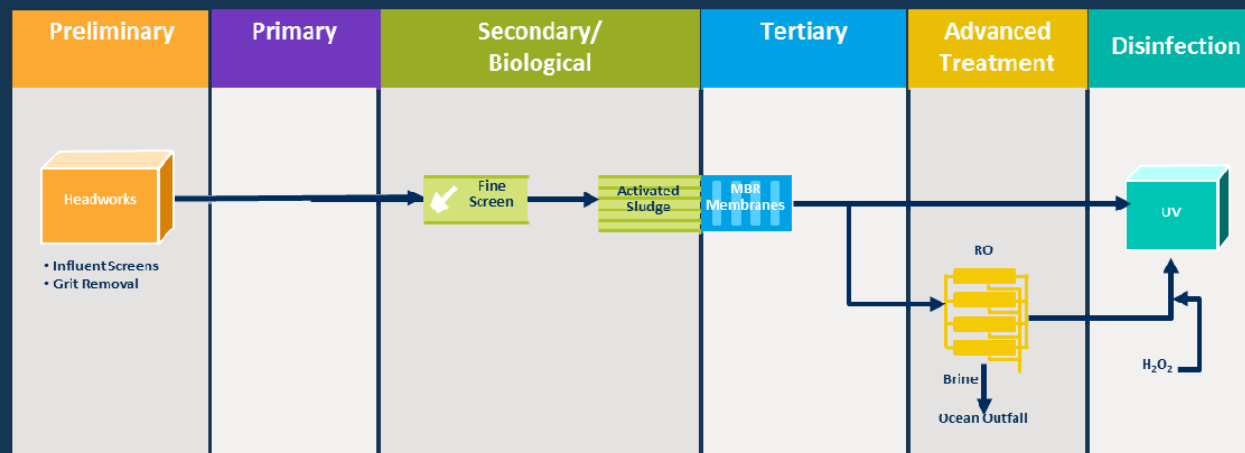 Preliminary
Primary
Secondary/
Biological
Tertiary
Advanced
Treatment
Disinfection
Headworks
• Influent Screens
• Grit Removal
Fine
Screen
Activated
Sludge
MBR
Membranes
UV
RO
Brine
Ocean Outfall
H₂O₂